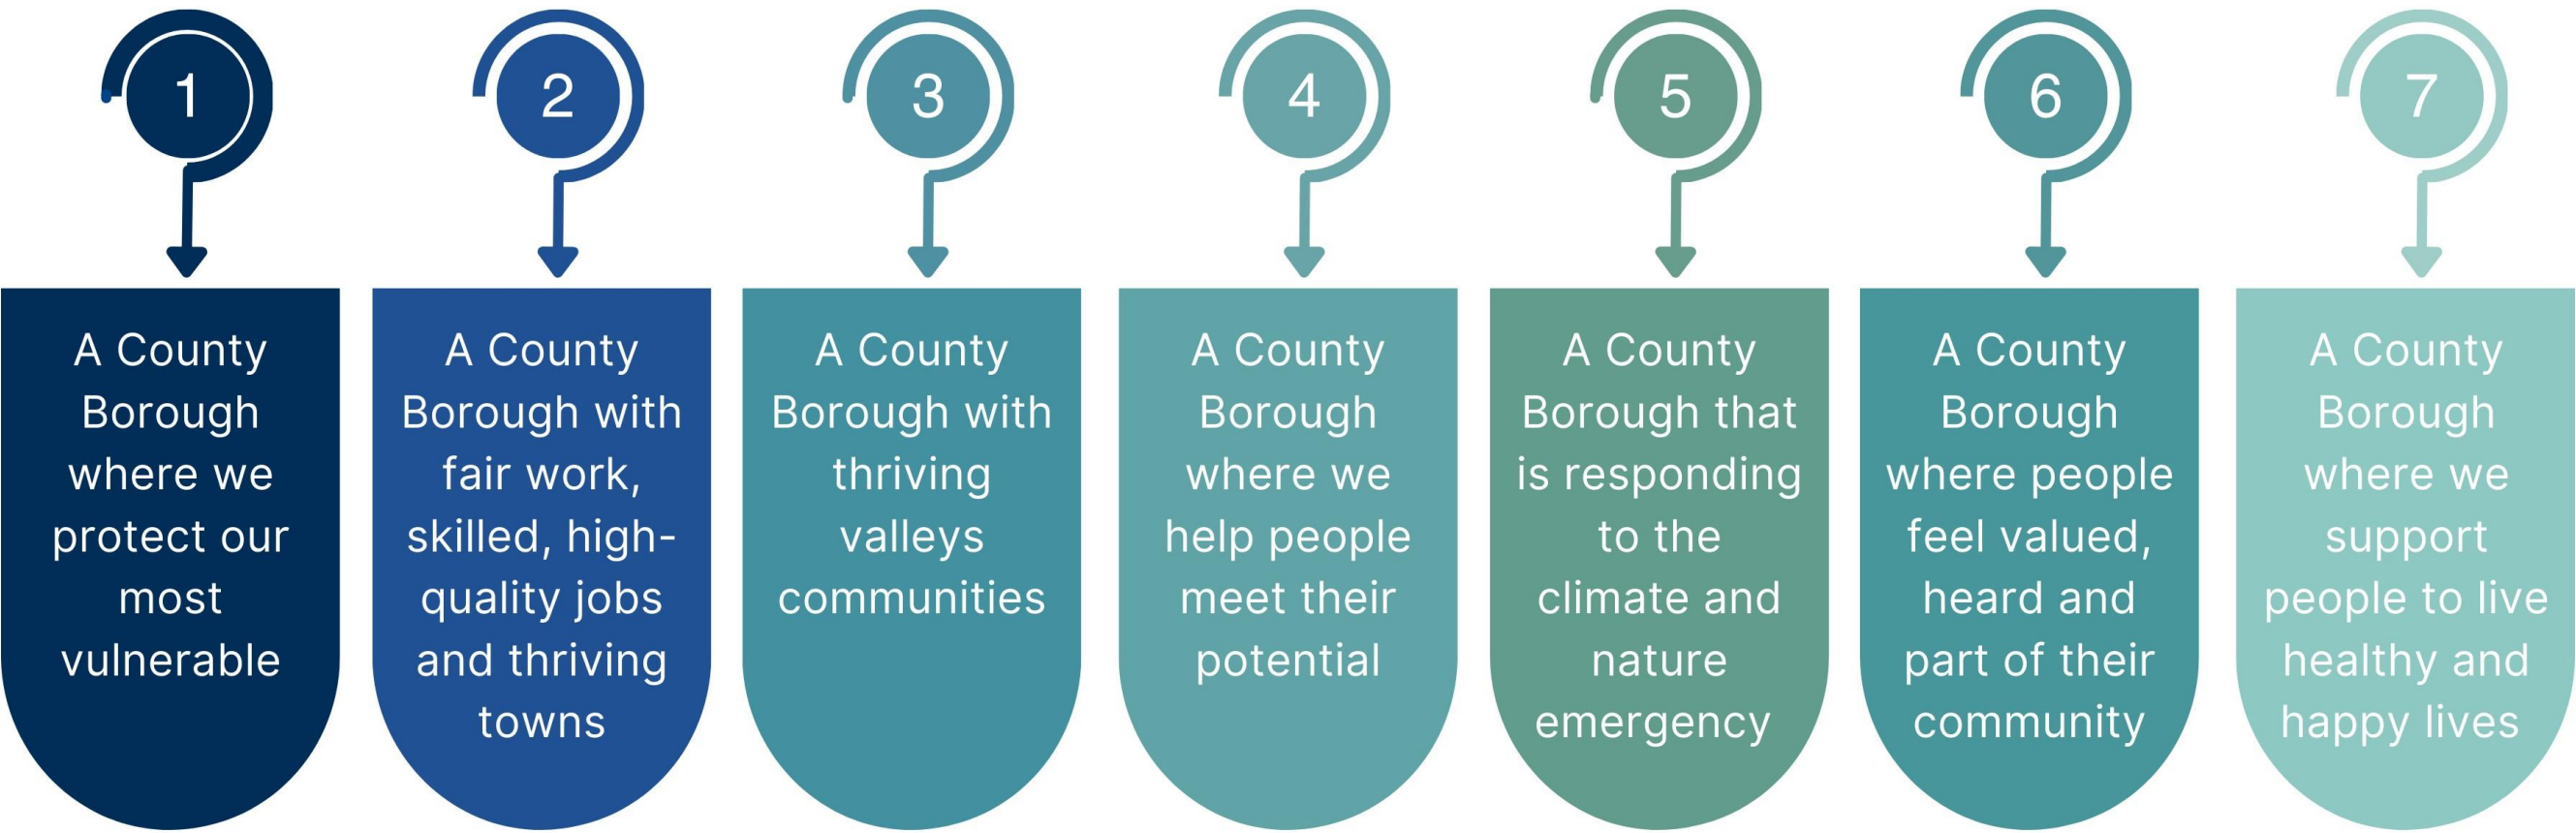 1
A County
Borough
where we
protect our
most
vulnerable
2
A County
Borough with
fair work,
skilled, high-
quality jobs
and thriving
towns
3
A County
Borough with
thriving
valleys
communities
4
A County
Borough
where we
help people
meet their
potential
5
A County
Borough that
is responding
to the
climate and
nature
emergency
6
A County
Borough
where people
feel valued,
heard and
part of their
community
7
A County
Borough
where we
support
people to live
healthy and
happy lives